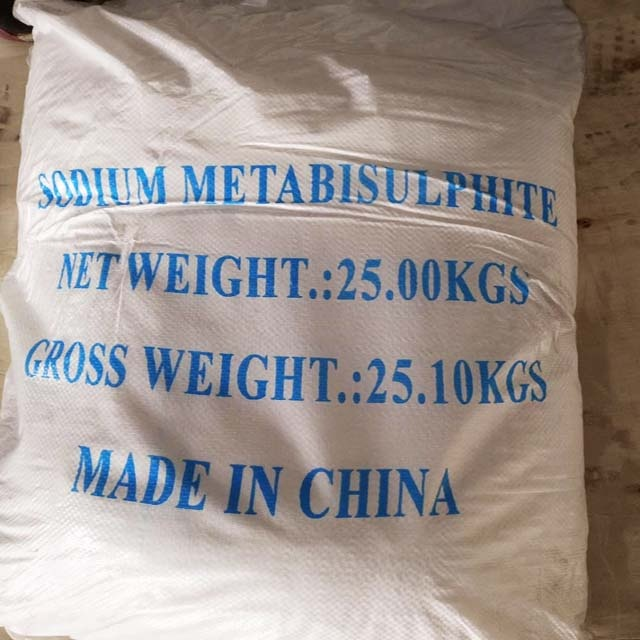 SODIUM METABISULPHITE
NET WEIGHT.:25.00KGS
GROSS WEIGHT.:25.10KGS
MADE IN CHINA